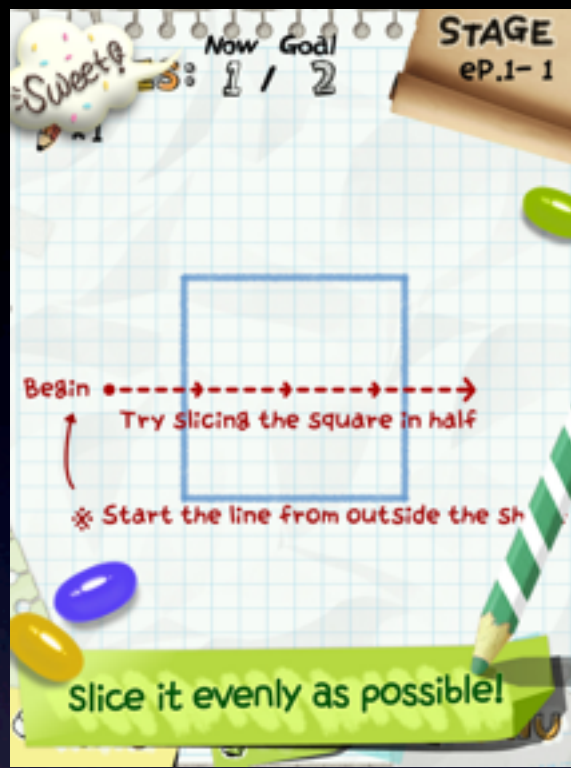 Sweet!
Now Goal
1 / 2
STAGE
eP.1- 1
Begin
Try slicing the square in half
※ Start the line from outside the sh
Slice it evenly as possible!